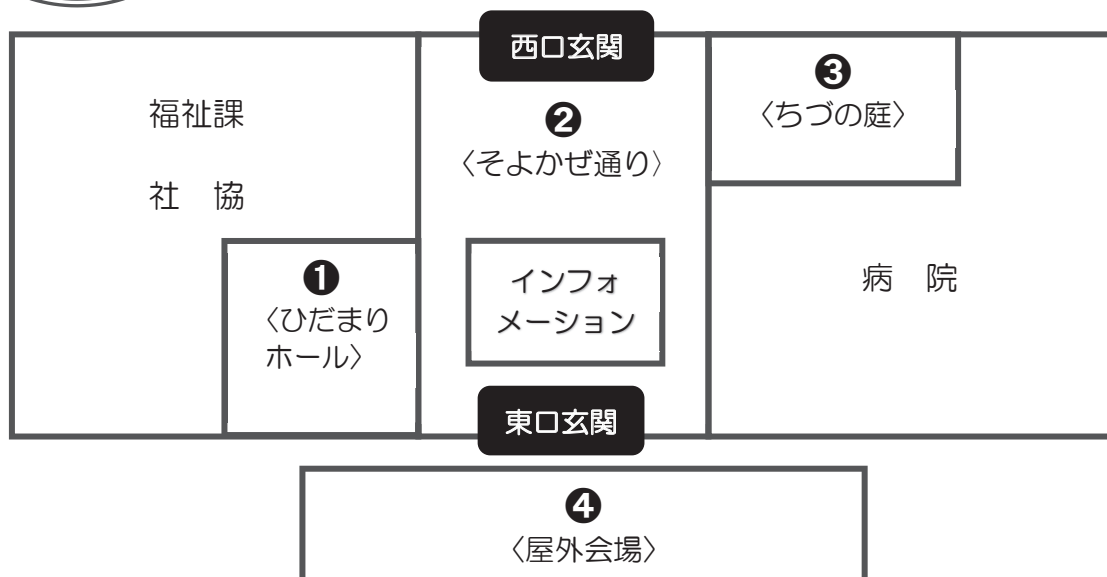 西口玄関
福祉課
社　協
❶
〈ひだまり
ホール〉
❷
〈そよかぜ通り〉
インフォ
メーション
❸
〈ちづの庭〉
病　院
東口玄関
❹
〈屋外会場〉